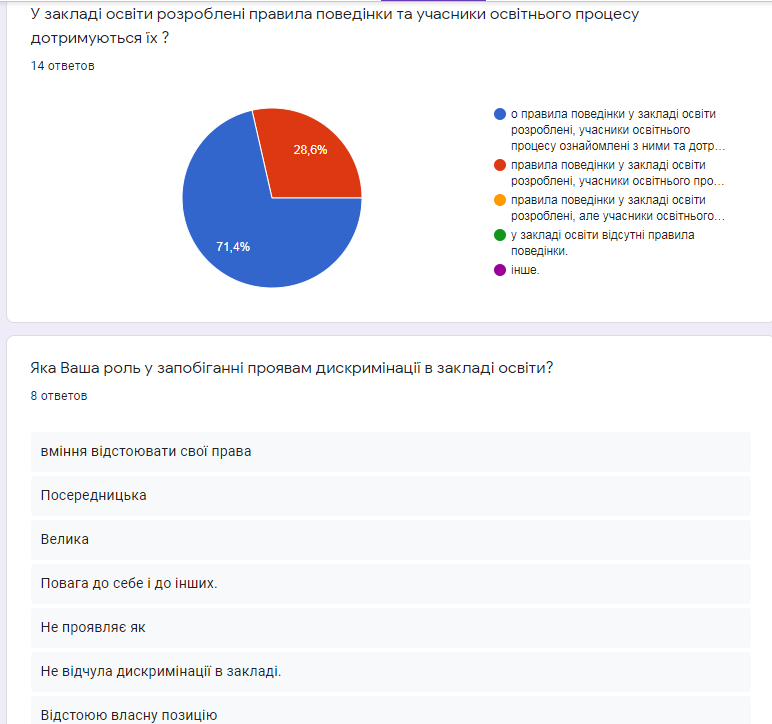 У закладі освіти розроблені правила поведінки та учасники освітнього процесу
дотримуються їх ?
14 ответов
28,6%
71,4%
о правила поведінки у закладі освіти
розроблені, учасники освітнього
процесу ознайомлені з ними та дотр...
правила поведінки у закладі освіти
розроблені, учасники освітнього про...
правила поведінки у закладі освіти
розроблені, але учасники освітнього...
у закладі освіти відсутні правила
поведінки.
інше.
Яка Ваша роль у запобіганні проявам дискримінації в закладі освіти?
8 ответов
вміння відстоювати свої права
Посередницька
Велика
Повага до себе і до інших.
Не проявляє як
Не відчула дискримінації в закладі.
Відстоюю власну позицію